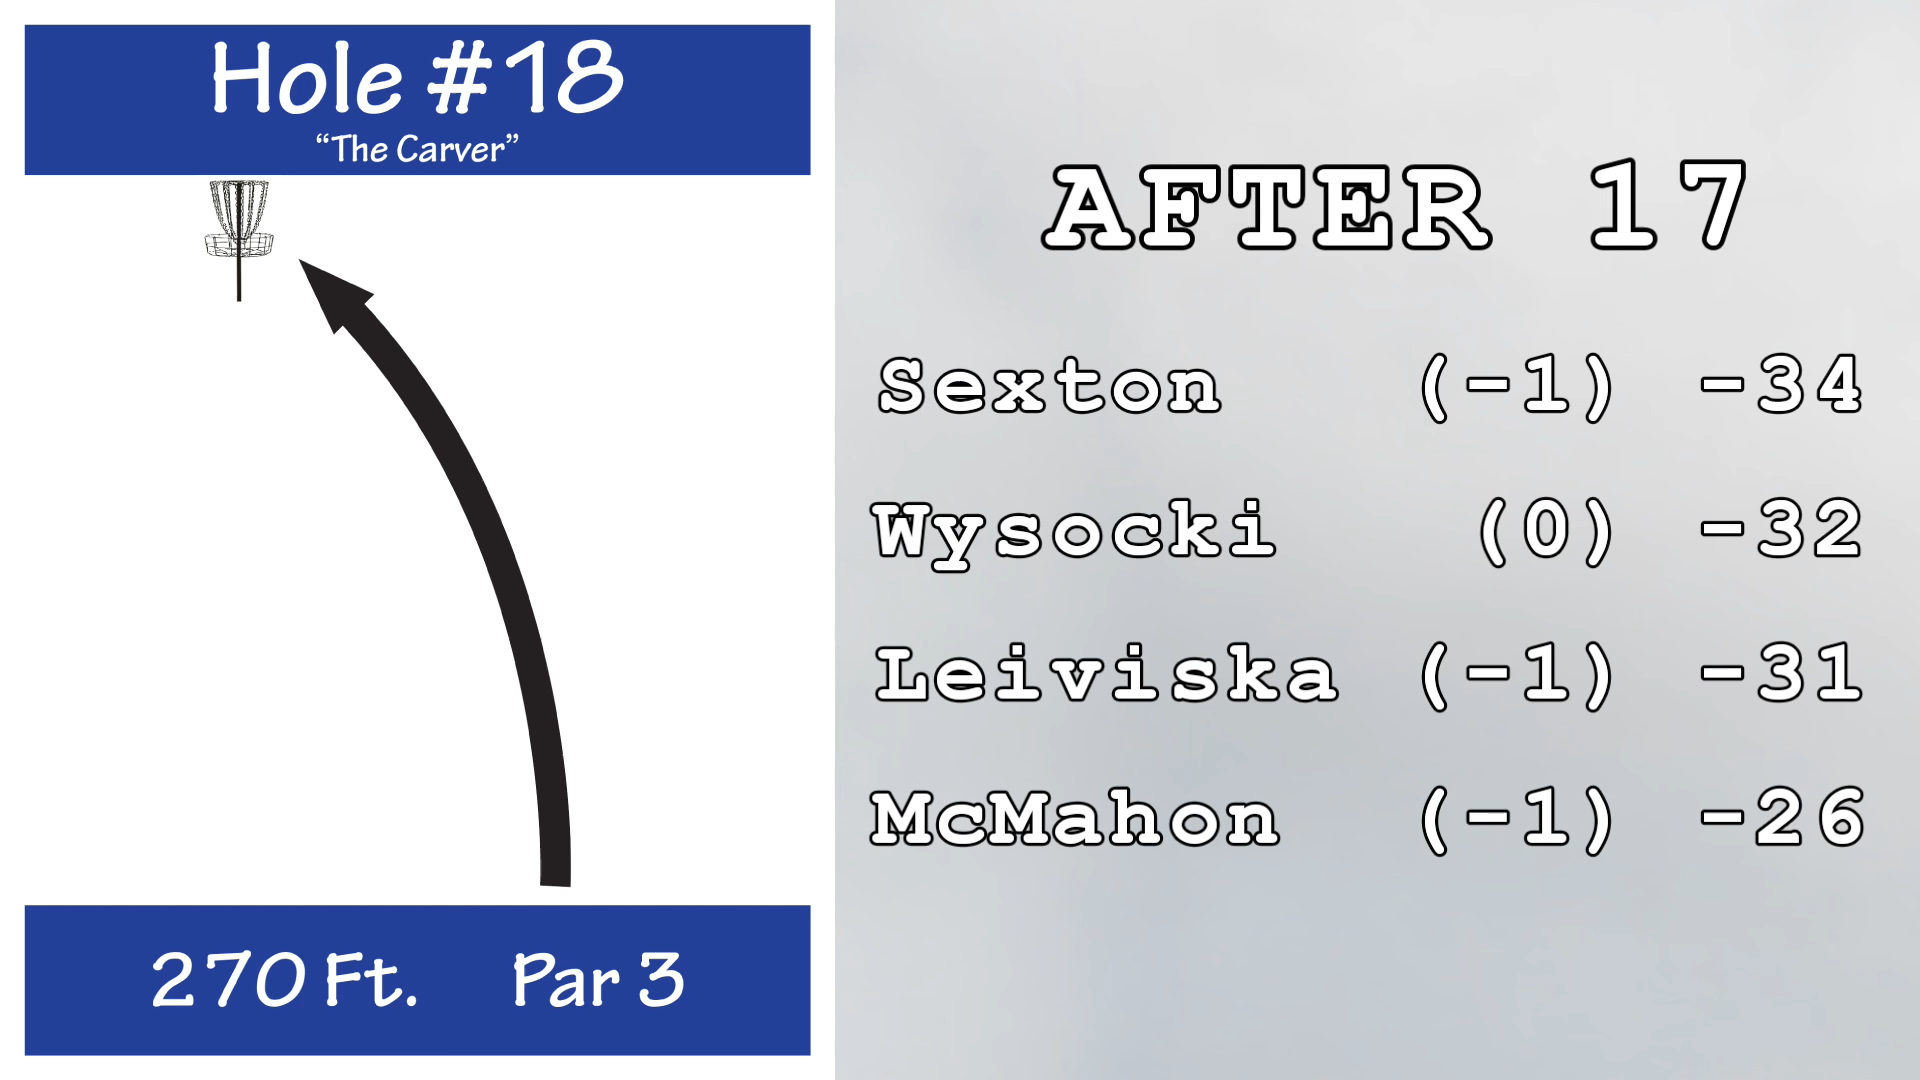 Hole #18
“The Carver”
270 Ft. Par 3
AFTER 17
Sexton (-1) -34
Wysocki (0) -32
Leiviska (-1) -31
McMahon (-1) -26